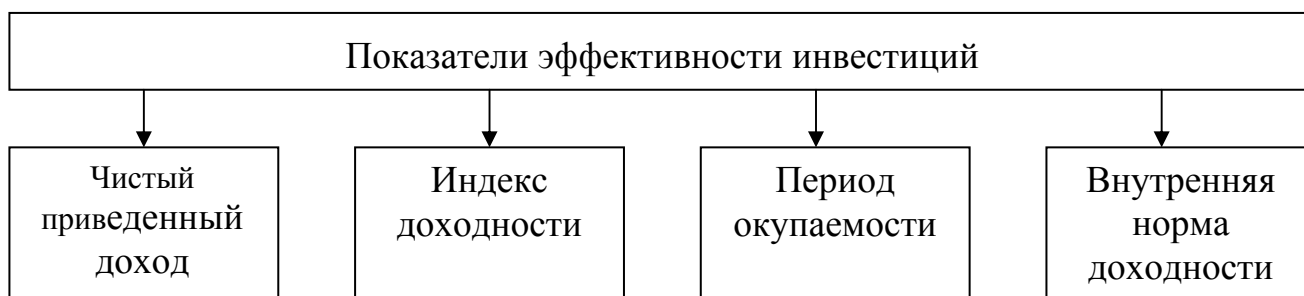 Показатели эффективности инвестиций
Чистый
приведенный
доход
Индекс
доходности
Период
окупаемости
Внутренняя
норма
доходности